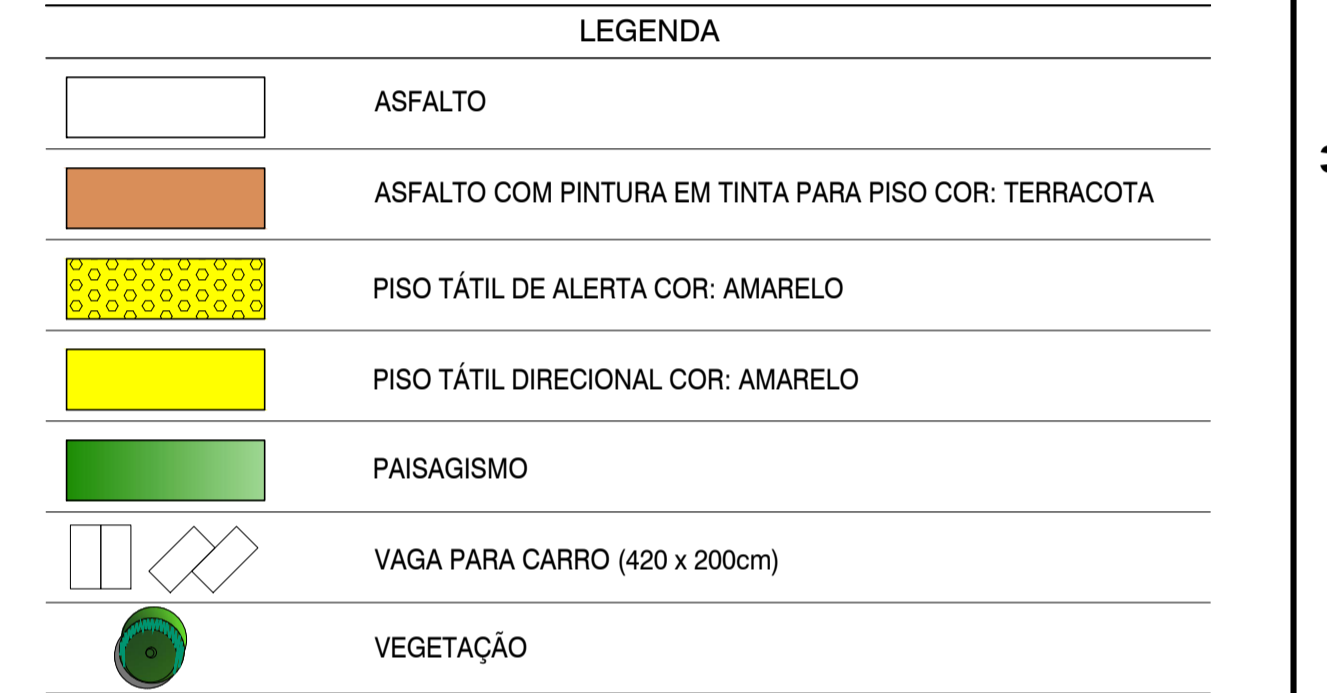 LEGENDA
ASFALTO
ASFALTO COM PINTURA EM TINTA PARA PISO COR: TERRACOTA
PISO TÁTIL DE ALERTA COR: AMARELO
PISO TÁTIL DIRECIONAL COR: AMARELO
PAISAGISMO
VAGA PARA CARRO (420 x 200cm)
VEGETAÇÃO